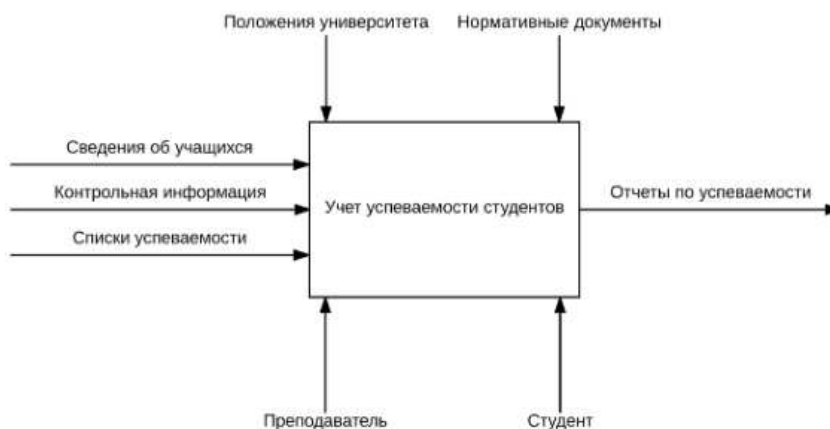 Положения университета
Нормативные документы
Сведения об учащихся
Контрольная информация
Учет успеваемости студентов
Отчеты по успеваемости
Списки успеваемости
Преподаватель
Студент